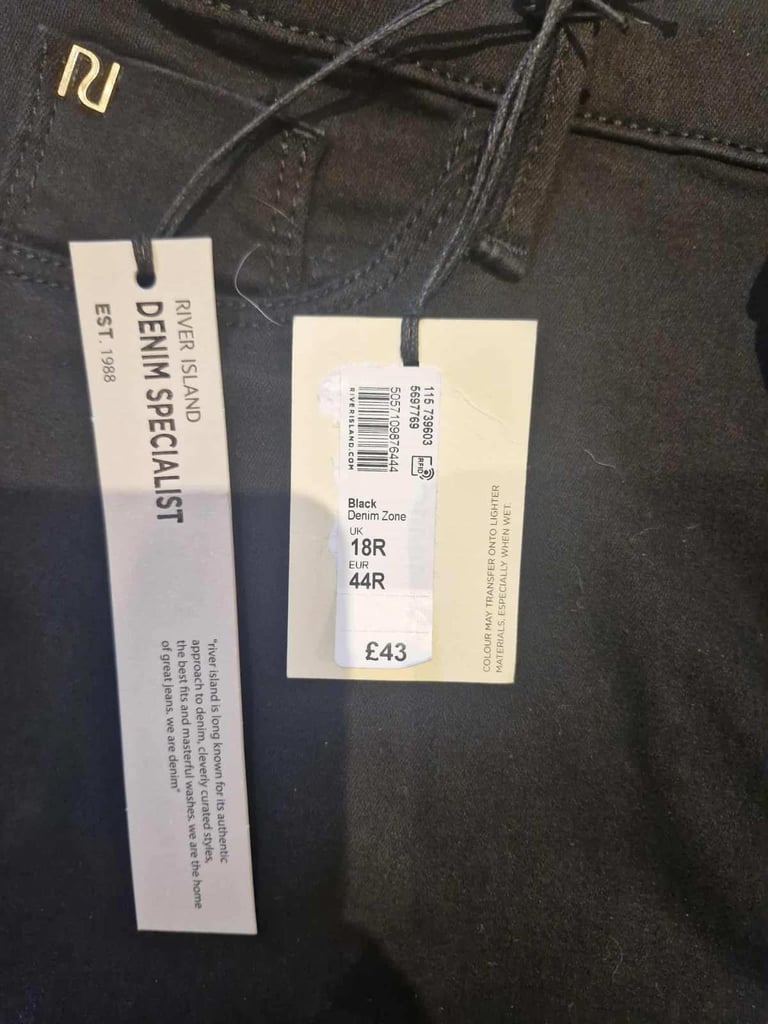 RIVER ISLAND
DENIM SPECIALIST
EST. 1988
"river island is long known for its authentic
approach to denim, cleverly curated styles,
the best fits and masterful washes. we are the home
of great jeans. we are denim"
115 739603
5697769
RFID
5057109876444
RIVERISLAND.COM
Black
Denim Zone
UK
18R
EUR
44R
£43
COLOUR MAY TRANSFER ONTO LIGHTER
MATERIALS, ESPECIALLY WHEN WET.